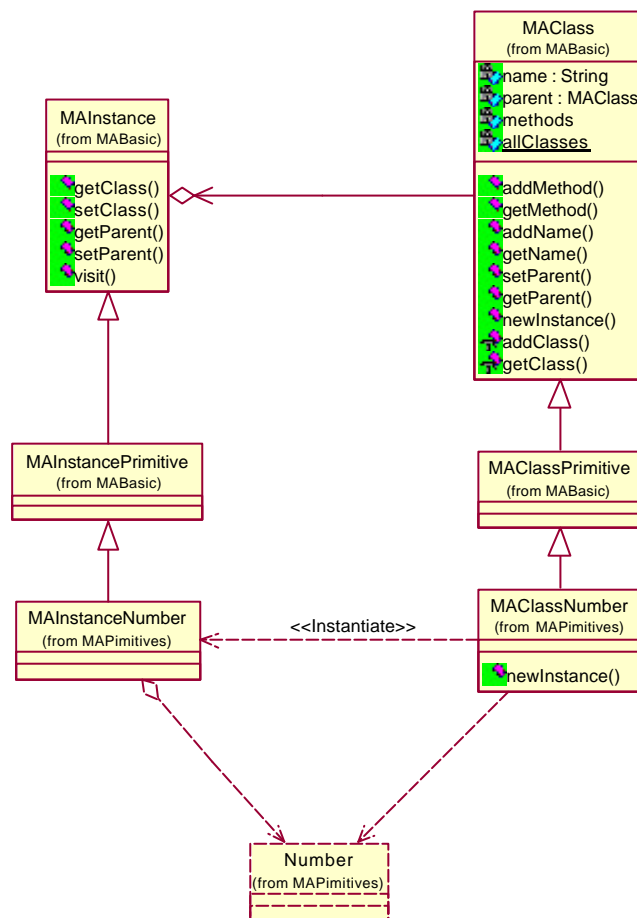 MAClass
(from MABasic)
name : String
parent : MAClass
methods
allClasses
addMethod()
getMethod()
addName()
getName()
setParent()
getParent()
newInstance()
addClass()
getClass()
MAInstance
(from MABasic)
getClass()
setClass()
getParent()
setParent()
visit()
MAInstancePrimitive
(from MABasic)
MAClassPrimitive
(from MABasic)
MAInstanceNumber
(from MAPimitives)
<<Instantiate>>
MAClassNumber
(from MAPimitives)
newInstance()
Number
(from MAPimitives)